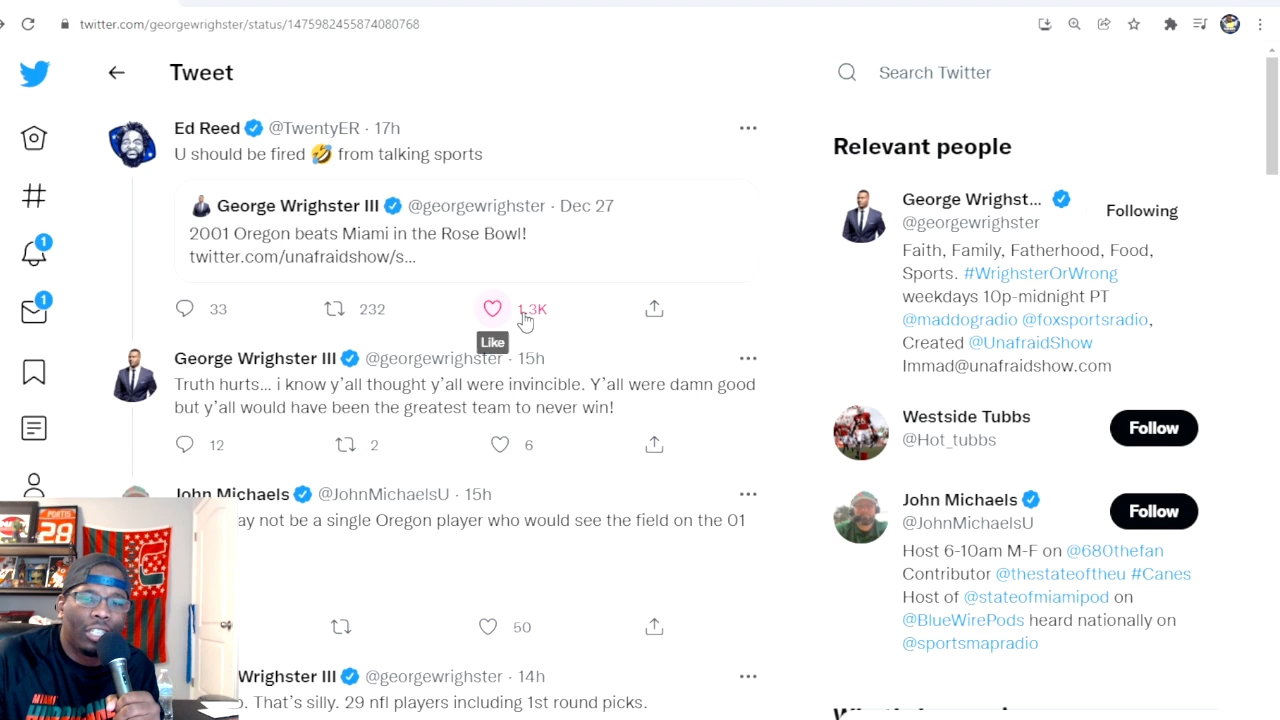 twitter.com/georgewrighster/status/1475982455874080768
Tweet
Search Twitter
Ed Reed @TwentyER · 17h
U should be fired 🤣 from talking sports
George Wrighster III @georgewrighster · Dec 27
2001 Oregon beats Miami in the Rose Bowl!
twitter.com/unafraidshow/s...
33 232 1.3K
Like
George Wrighster III @georgewrighster · 15h
Truth hurts... i know y'all thought y'all were invincible. Y'all were damn good
but y'all would have been the greatest team to never win!
12 2 6
John Michaels @JohnMichaelsU · 15h
ay not be a single Oregon player who would see the field on the 01
50
Wrighster III @georgewrighster · 14h
o. That's silly. 29 nfl players including 1st round picks.
1
1
Relevant people
George Wrighst...
@georgewrighster
Following
Faith, Family, Fatherhood, Food,
Sports. #WrighsterOrWrong
weekdays 10p-midnight PT
@maddogradio @foxsportsradio,
Created @UnafraidShow
Immad@unafraidshow.com
Westside Tubbs
@Hot_tubbs
Follow
John Michaels
@JohnMichaelsU
Follow
Host 6-10am M-F on @680thefan
Contributor @thestateoftheu #Canes
Host of @stateofmiamipod on
@BlueWirePods heard nationally on
@sportsmapradio
PORTIS
28
MIAMI